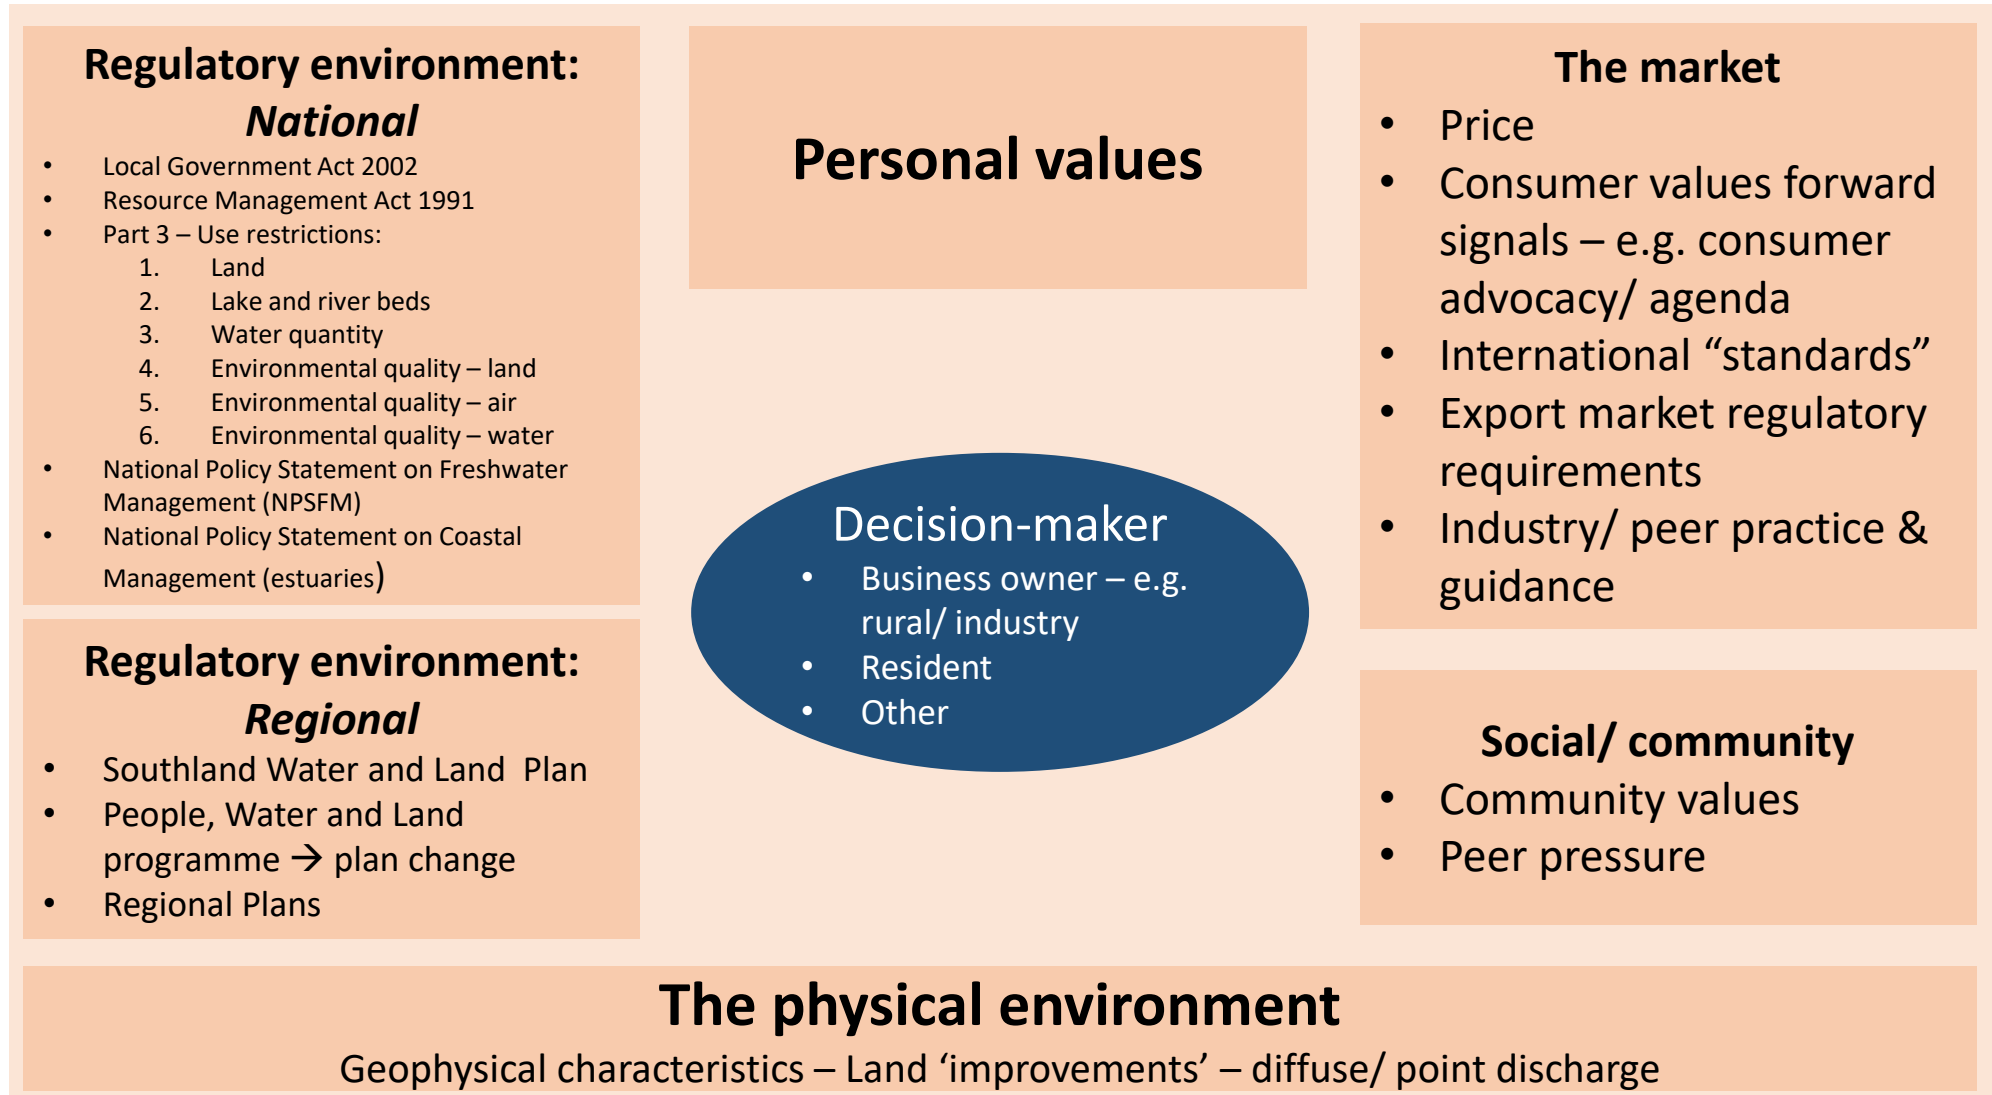 Regulatory environment:
National
• Local Government Act 2002
• Resource Management Act 1991
• Part 3 – Use restrictions:
1. Land
2. Lake and river beds
3. Water quantity
4. Environmental quality – land
5. Environmental quality – air
6. Environmental quality – water
• National Policy Statement on Freshwater
Management (NPSFM)
• National Policy Statement on Coastal
Management (estuaries)
Regulatory environment:
Regional
• Southland Water and Land  Plan
• People, Water and Land
programme → plan change
• Regional Plans
Personal values
Decision-maker
• Business owner – e.g.
rural/ industry
• Resident
• Other
The market
• Price
• Consumer values forward
signals – e.g. consumer
advocacy/ agenda
• International “standards”
• Export market regulatory
requirements
• Industry/ peer practice &
guidance
Social/ community
• Community values
• Peer pressure
The physical environment
Geophysical characteristics – Land ‘improvements’ – diffuse/ point discharge